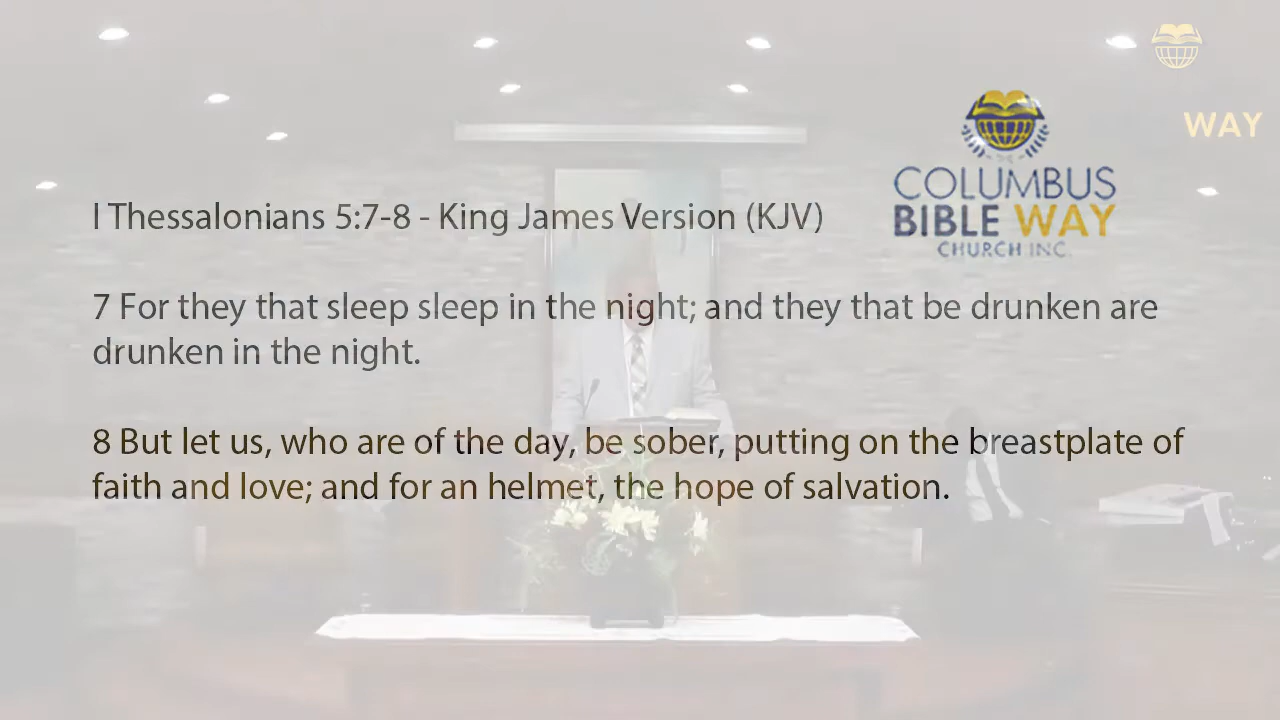 WAY
COLUMBUS
BIBLE WAY
CHURCH INC.
I Thessalonians 5:7-8 - King James Version (KJV)
7 For they that sleep sleep in the night; and they that be drunken are
drunken in the night.
8 But let us, who are of the day, be sober, putting on the breastplate of
faith and love; and for an helmet, the hope of salvation.